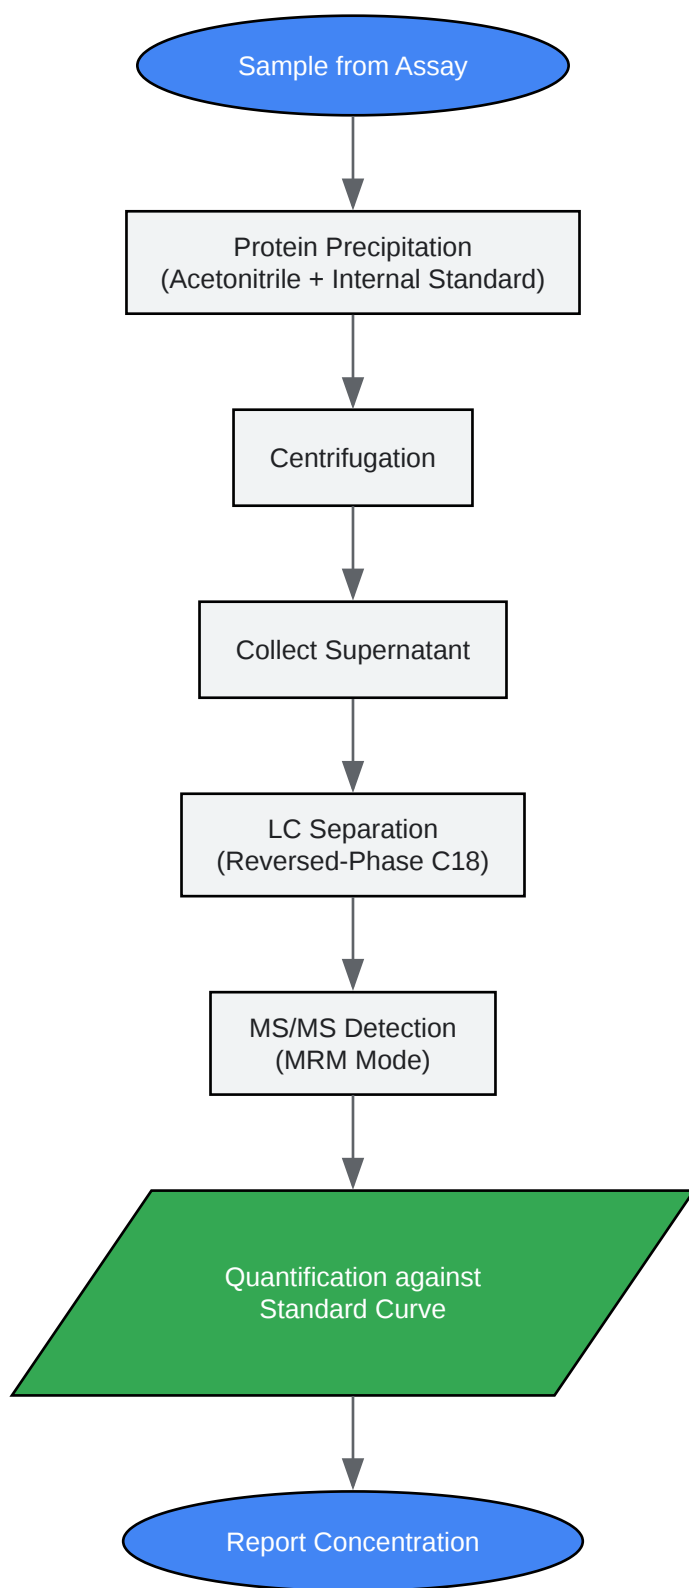 Sample from Assay
Protein Precipitation
(Acetonitrile + Internal Standard)
Centrifugation
Collect Supernatant
LC Separation
(Reversed-Phase C18)
MS/MS Detection
(MRM Mode)
Quantification against
Standard Curve
Report Concentration